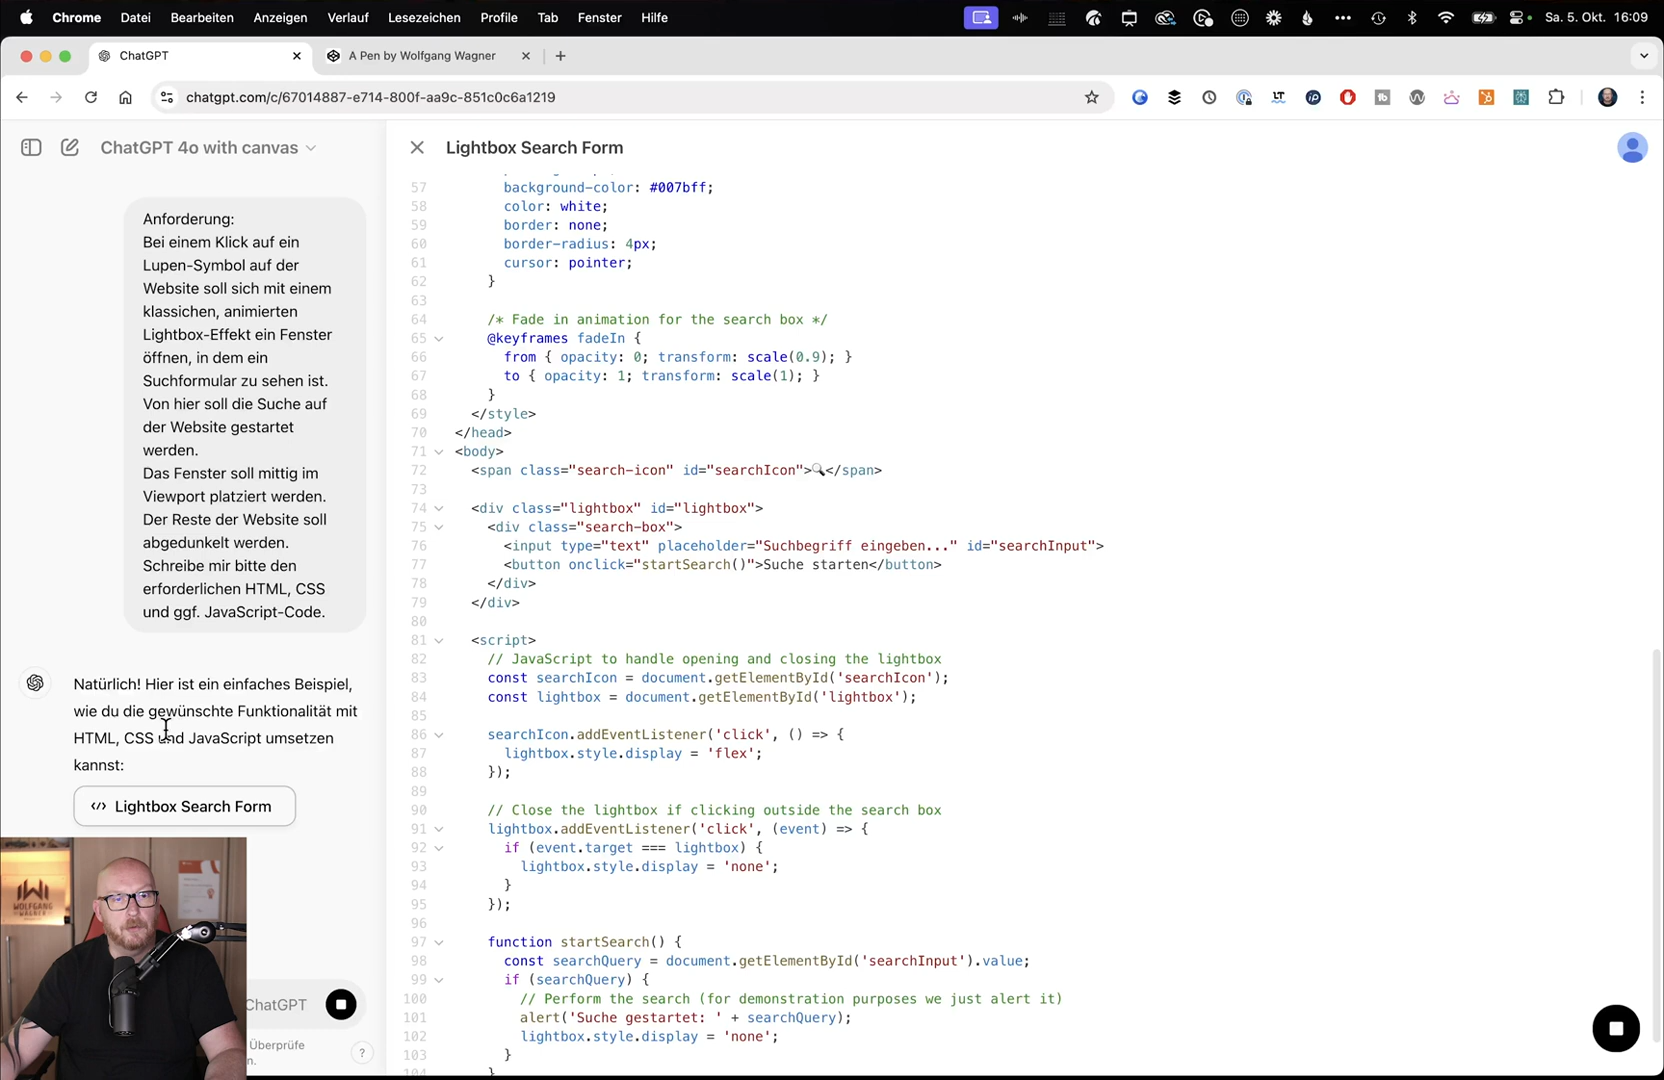 Chrome Datei Bearbeiten Anzeigen Verlauf Lesezeichen Profile Tab Fenster Hilfe Sa. 5. Okt. 16:09
ChatGPT
A Pen by Wolfgang Wagner
chatgpt.com/c/67014887-e714-800f-aa9c-851c0c6a1219
ChatGPT 4o with canvas
Anforderung:
Bei einem Klick auf ein
Lupen-Symbol auf der
Website soll sich mit einem
klassichen, animierten
Lightbox-Effekt ein Fenster
öffnen, in dem ein
Suchformular zu sehen ist.
Von hier soll die Suche auf
der Website gestartet
werden.
Das Fenster soll mittig im
Viewport platziert werden.
Der Reste der Website soll
abgedunkelt werden.
Schreibe mir bitte den
erforderlichen HTML, CSS
und ggf. JavaScript-Code.
Natürlich! Hier ist ein einfaches Beispiel,
wie du die gewünschte Funktionalität mit
HTML, CSS und JavaScript umsetzen
kannst:
Lightbox Search Form
WOLFGANG
WAGNER
ChatGPT
Überprüfe
?
Lightbox Search Form
57 background-color: #007bff;
58 color: white;
59 border: none;
60 border-radius: 4px;
61 cursor: pointer;
62 }
63
64 /* Fade in animation for the search box */
65 @keyframes fadeIn {
66 from { opacity: 0; transform: scale(0.9); }
67 to { opacity: 1; transform: scale(1); }
68 }
69 </style>
70 </head>
71 <body>
72 <span class="search-icon" id="searchIcon">🔍</span>
73
74 <div class="lightbox" id="lightbox">
75 <div class="search-box">
76 <input type="text" placeholder="Suchbegriff eingeben..." id="searchInput">
77 <button onclick="startSearch()">Suche starten</button>
78 </div>
79 </div>
80
81 <script>
82 // JavaScript to handle opening and closing the lightbox
83 const searchIcon = document.getElementById('searchIcon');
84 const lightbox = document.getElementById('lightbox');
85
86 searchIcon.addEventListener('click', () => {
87 lightbox.style.display = 'flex';
88 });
89
90 // Close the lightbox if clicking outside the search box
91 lightbox.addEventListener('click', (event) => {
92 if (event.target === lightbox) {
93 lightbox.style.display = 'none';
94 }
95 });
96
97 function startSearch() {
98 const searchQuery = document.getElementById('searchInput').value;
99 if (searchQuery) {
100 // Perform the search (for demonstration purposes we just alert it)
101 alert('Suche gestartet: ' + searchQuery);
102 lightbox.style.display = 'none';
103 }
104 }